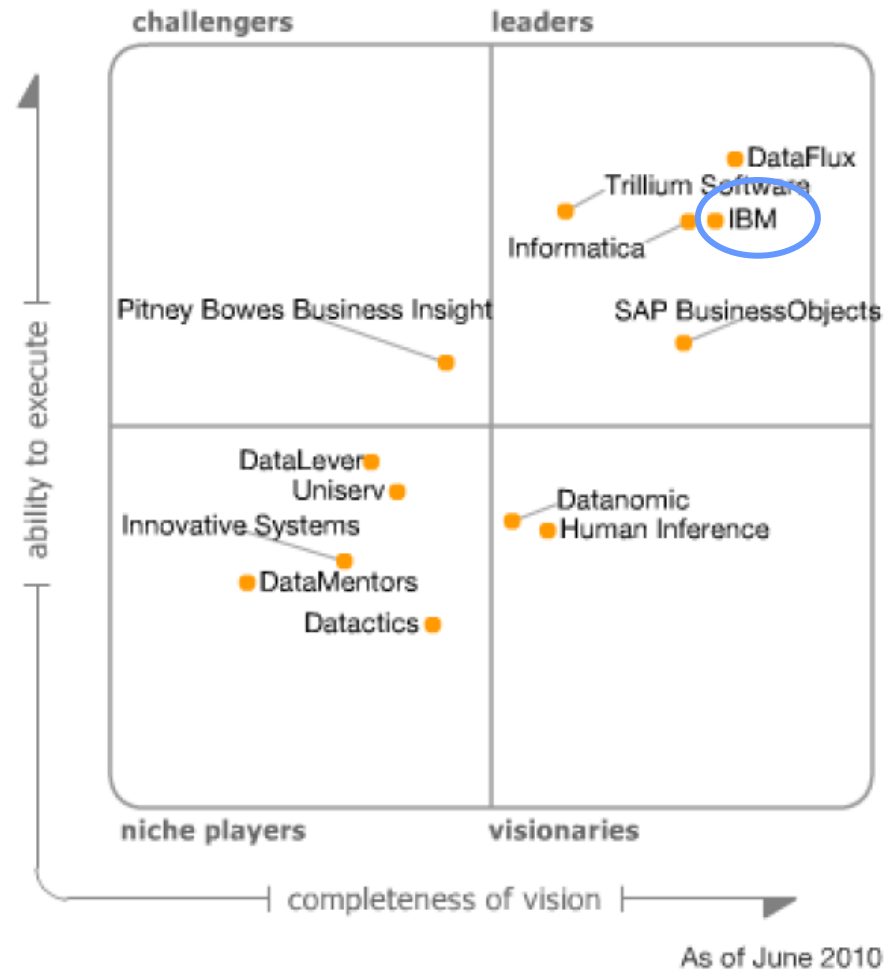 challengers
leaders
DataFlux
Trillium Software
IBM
Informatica
Pitney Bowes Business Insight
SAP BusinessObjects
ability to execute
DataLever
Uniserv
Datanomic
Innovative Systems
Human Inference
DataMentors
Datactics
niche players
visionaries
completeness of vision
As of June 2010